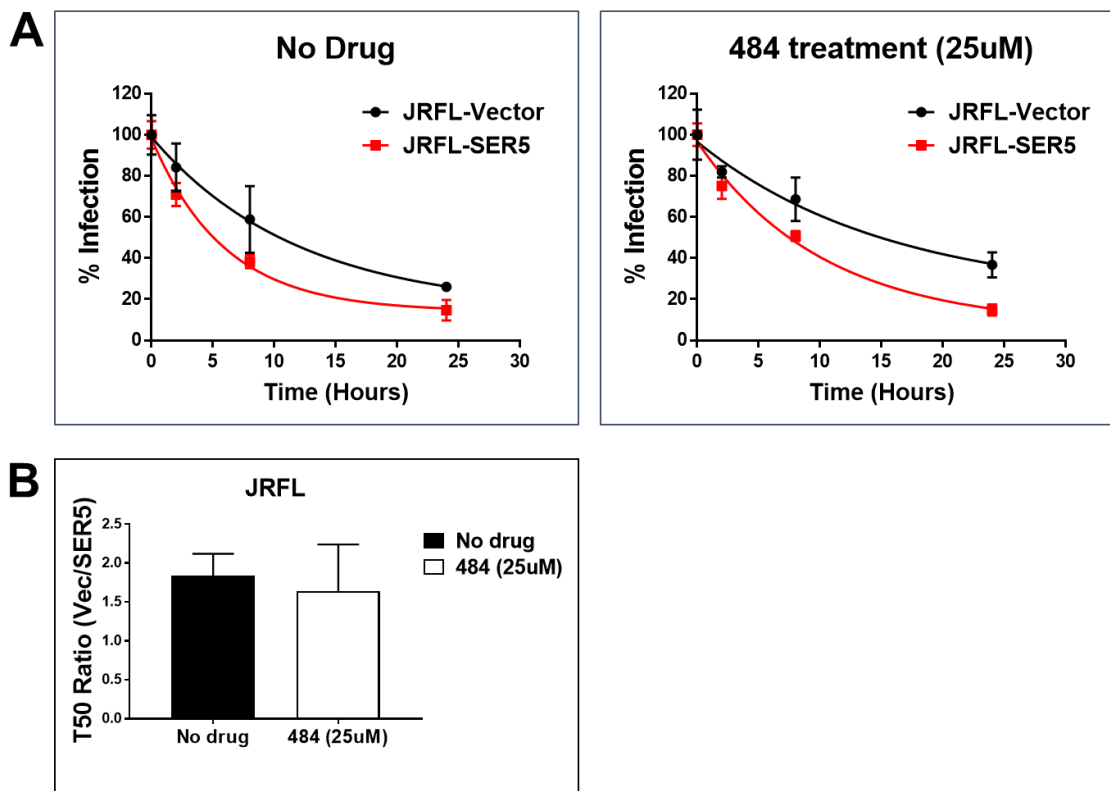 A
No Drug
120
100
80
60
40
20
0
% Infection
JRFL-Vector
JRFL-SER5
0 5 10 15 20 25 30
Time (Hours)
484 treatment (25uM)
120
100
80
60
40
20
0
% Infection
JRFL-Vector
JRFL-SER5
0 5 10 15 20 25 30
Time (Hours)
B
JRFL
2.5
2.0
1.5
1.0
0.5
0.0
T50 Ratio (Vec/SER5)
No drug
484 (25uM)
No drug 484 (25uM)